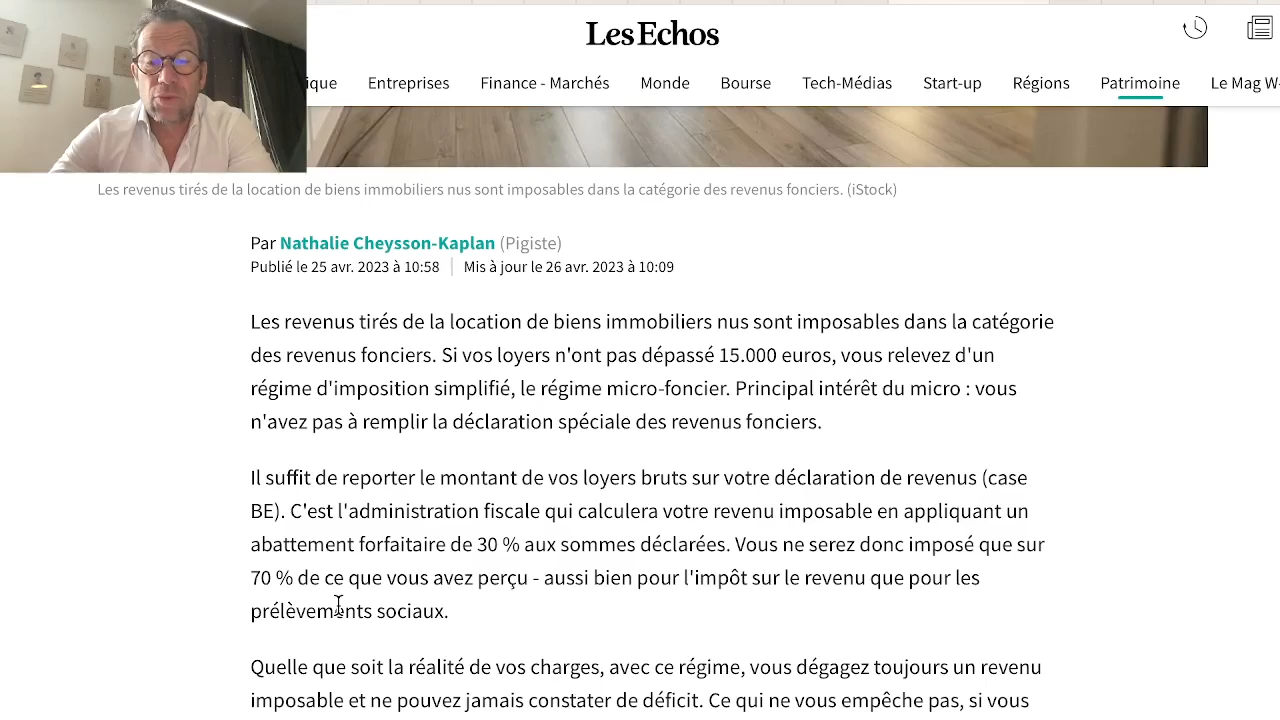 Les Echos
ique Entreprises Finance - Marchés Monde Bourse Tech-Médias Start-up Régions Patrimoine Le Mag W-
Les revenus tirés de la location de biens immobiliers nus sont imposables dans la catégorie des revenus fonciers. (iStock)
Par Nathalie Cheysson-Kaplan (Pigiste)
Publié le 25 avr. 2023 à 10:58 Mis à jour le 26 avr. 2023 à 10:09
Les revenus tirés de la location de biens immobiliers nus sont imposables dans la catégorie
des revenus fonciers. Si vos loyers n'ont pas dépassé 15.000 euros, vous relevez d'un
régime d'imposition simplifié, le régime micro-foncier. Principal intérêt du micro : vous
n'avez pas à remplir la déclaration spéciale des revenus fonciers.
Il suffit de reporter le montant de vos loyers bruts sur votre déclaration de revenus (case
BE). C'est l'administration fiscale qui calculera votre revenu imposable en appliquant un
abattement forfaitaire de 30 % aux sommes déclarées. Vous ne serez donc imposé que sur
70 % de ce que vous avez perçu - aussi bien pour l'impôt sur le revenu que pour les
prélèvements sociaux.
Quelle que soit la réalité de vos charges, avec ce régime, vous dégagez toujours un revenu
imposable et ne pouvez jamais constater de déficit. Ce qui ne vous empêche pas, si vous